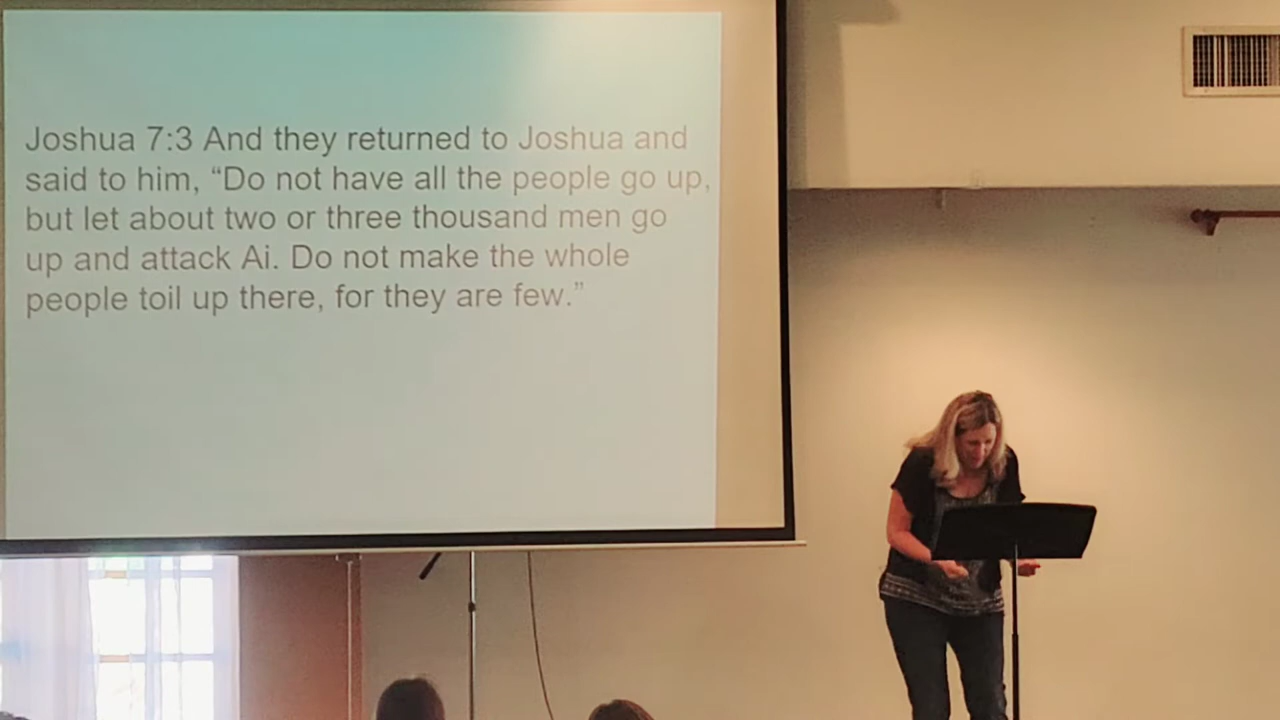 Joshua 7:3 And they returned to Joshua and
said to him, “Do not have all the people go up,
but let about two or three thousand men go
up and attack Ai. Do not make the whole
people toil up there, for they are few.”